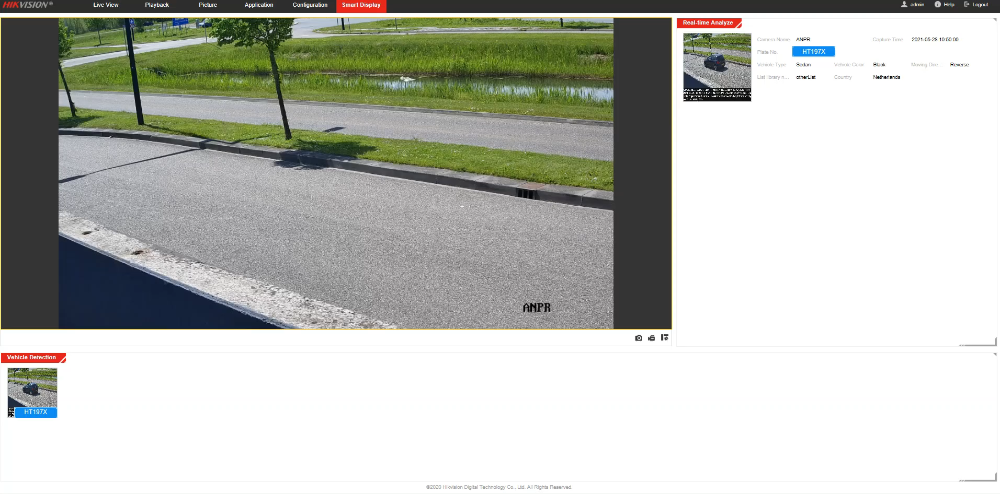 HIKVISION®
Live View Playback Picture Application Configuration Smart Display admin Help Logout
ANPR
Real-time Analyze
Camera Name ANPR Capture Time 2021-05-28 10:50:00
Plate No. HT197X
Vehicle Type Sedan Vehicle Color Black Moving Dire... Reverse
List library n... otherList Country Netherlands
Vehicle Detection
HT197X
©2020 Hikvision Digital Technology Co., Ltd. All Rights Reserved.